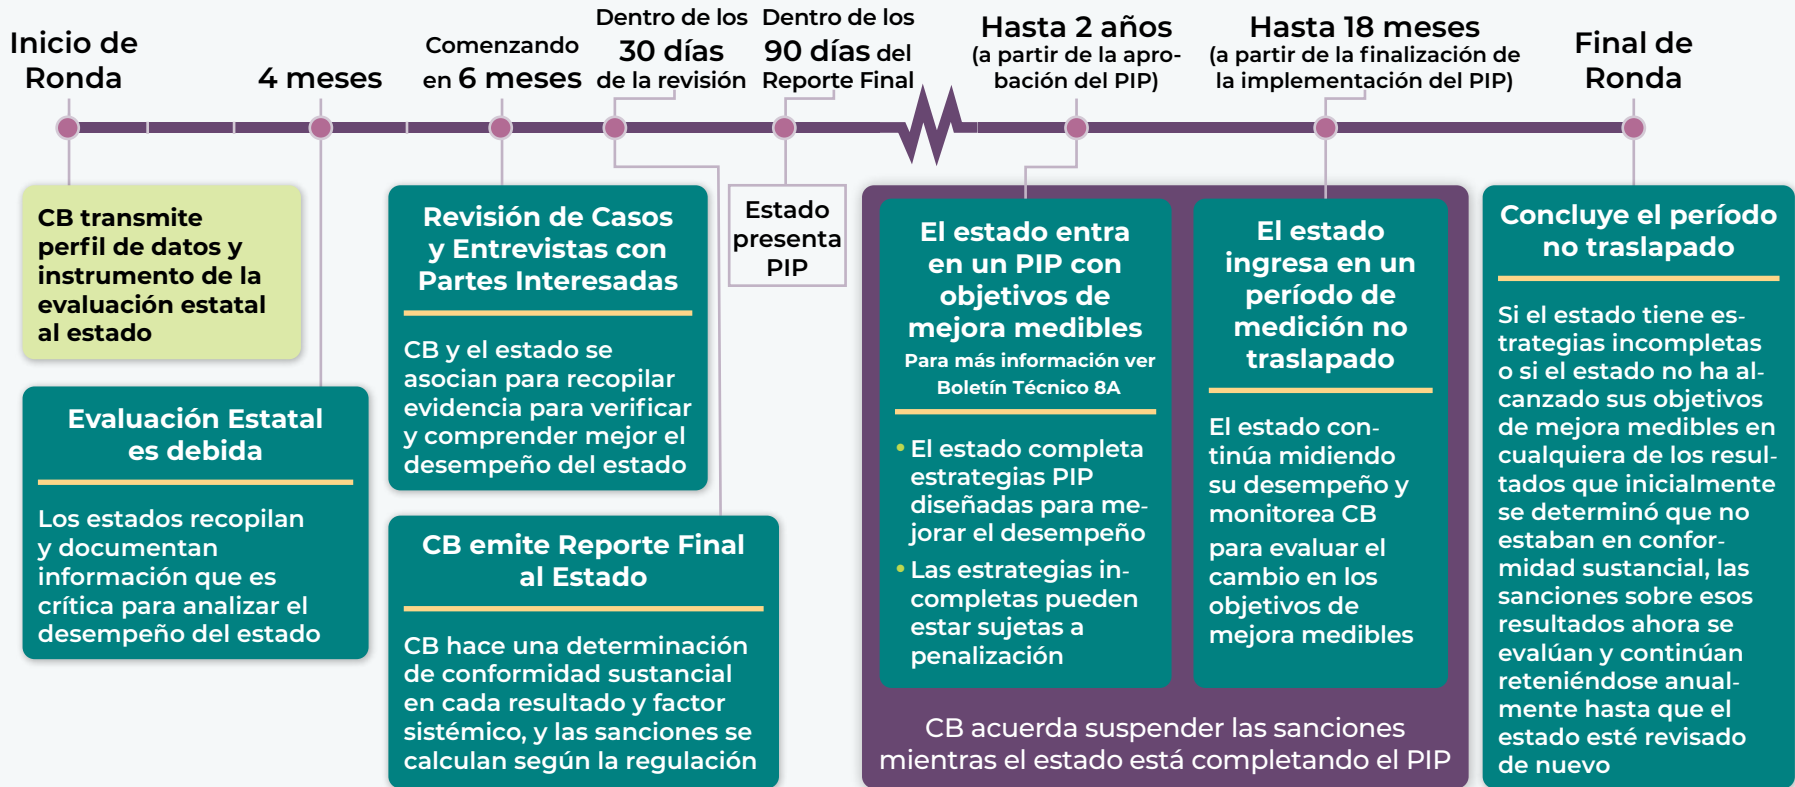 Inicio de
Ronda
4 meses
Comenzando
en 6 meses
Dentro de los
30 días
de la revisión
Dentro de los
90 días del
Reporte Final
Hasta 2 años
(a partir de la apro-
bación del PIP)
Hasta 18 meses
(a partir de la finalización de
la implementación del PIP)
Final de
Ronda
CB transmite
perfil de datos y
instrumento de la
evaluación estatal
al estado
Evaluación Estatal
es debida
Los estados recopilan
y documentan
información que es
crítica para analizar el
desempeño del estado
Revisión de Casos
y Entrevistas con
Partes Interesadas
CB y el estado se
asocian para recopilar
evidencia para verificar
y comprender mejor el
desempeño del estado
CB emite Reporte Final
al Estado
CB hace una determinación
de conformidad sustancial
en cada resultado y factor
sistémico, y las sanciones se
calculan según la regulación
Estado
presenta
PIP
El estado entra
en un PIP con
objetivos de
mejora medibles
Para más información ver
Boletín Técnico 8A
• El estado completa
estrategias PIP
diseñadas para me-
jorar el desempeño
• Las estrategias in-
completas pueden
estar sujetas a
penalización
El estado
ingresa en un
período de
medición no
traslapado
El estado con-
tinúa midiendo
su desempeño y
monitorea CB
para evaluar el
cambio en los
objetivos de
mejora medibles
CB acuerda suspender las sanciones
mientras el estado está completando el PIP
Concluye el período
no traslapado
Si el estado tiene es-
trategias incompletas
o si el estado no ha al-
canzado sus objetivos
de mejora medibles en
cualquiera de los resul-
tados que inicialmente
se determinó que no
estaban en confor-
midad sustancial, las
sanciones sobre esos
resultados ahora se
evalúan y continúan
reteniéndose anual-
mente hasta que el
estado esté revisado
de nuevo